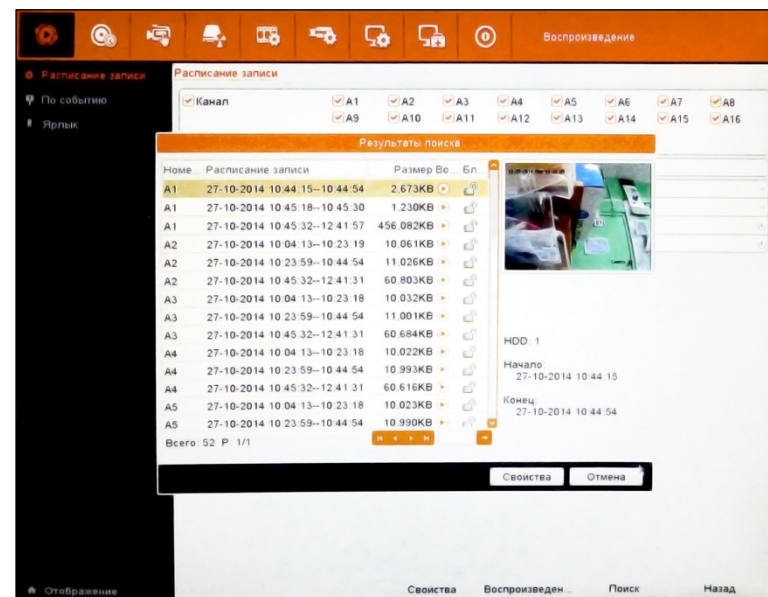 Воспроизведение
Расписание записи
По событию
Ярлык
Расписание записи
Канал A1 A2 A3 A4 A5 A6 A7 A8
A9 A10 A11 A12 A13 A14 A15 A16
Результаты поиска
Номе... Расписание записи Размер Во... Бл...
A1 27-10-2014 10:44:15--10:44:54 2.673KB
A1 27-10-2014 10:45:18--10:45:30 1.230KB
A1 27-10-2014 10:45:32--12:41:57 456.082KB
A2 27-10-2014 10:04:13--10:23:19 10.061KB
A2 27-10-2014 10:23:59--10:44:54 11.026KB
A2 27-10-2014 10:45:32--12:41:31 60.803KB
A3 27-10-2014 10:04:13--10:23:18 10.032KB
A3 27-10-2014 10:23:59--10:44:54 11.001KB
A3 27-10-2014 10:45:32--12:41:31 60.684KB
A4 27-10-2014 10:04:13--10:23:18 10.022KB
A4 27-10-2014 10:23:59--10:44:54 10.993KB
A4 27-10-2014 10:45:32--12:41:31 60.616KB
A5 27-10-2014 10:04:13--10:23:18 10.023KB
A5 27-10-2014 10:23:59--10:44:54 10.990KB
Всего: 52 P: 1/1
HDD: 1
Начало:
27-10-2014 10:44:15
Конец:
27-10-2014 10:44:54
Свойства Отмена
Отображение
Свойства Воспроизведен... Поиск Назад